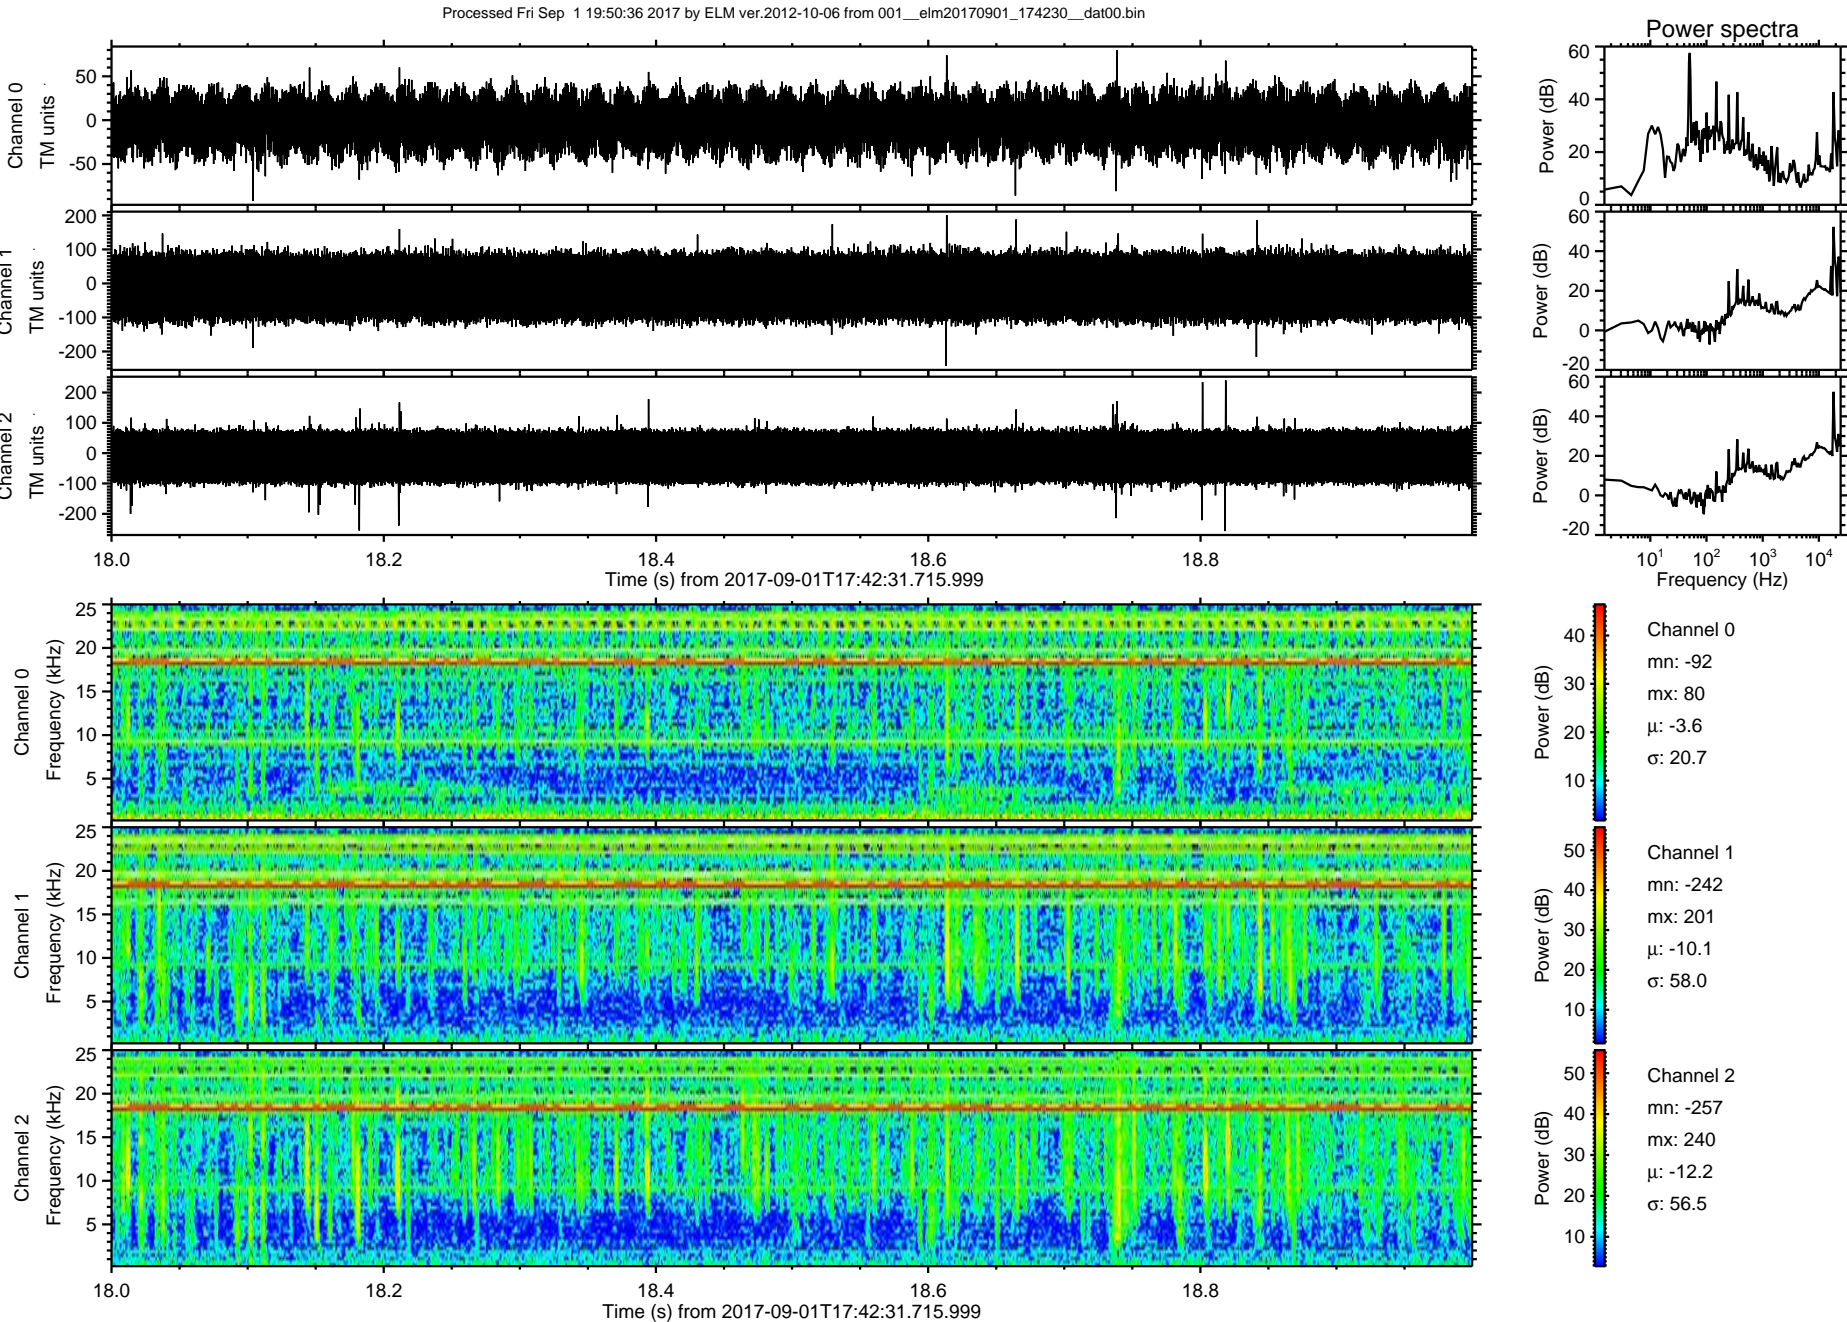 Processed Fri Sep  1 19:50:36 2017 by ELM ver.2012-10-06 from 001__elm20170901_174230__dat00.bin
Power spectra
Channel 0
TM units
50
0
-50
Power (dB)
60
40
20
0
Channel 1
TM units
200
100
0
-100
-200
Power (dB)
60
40
20
0
-20
Channel 2
TM units
200
100
0
-100
-200
Power (dB)
60
40
20
0
-20
18.0 18.2 18.4 18.6 18.8
Time (s) from 2017-09-01T17:42:31.715.999
10^1 10^2 10^3 10^4
Frequency (Hz)
Channel 0
Frequency (kHz)
25
20
15
10
5
Power (dB)
40
30
20
10
Channel 0
mn: -92
mx: 80
μ: -3.6
σ: 20.7
Channel 1
Frequency (kHz)
25
20
15
10
5
Power (dB)
50
40
30
20
10
Channel 1
mn: -242
mx: 201
μ: -10.1
σ: 58.0
Channel 2
Frequency (kHz)
25
20
15
10
5
Power (dB)
50
40
30
20
10
Channel 2
mn: -257
mx: 240
μ: -12.2
σ: 56.5
18.0 18.2 18.4 18.6 18.8
Time (s) from 2017-09-01T17:42:31.715.999